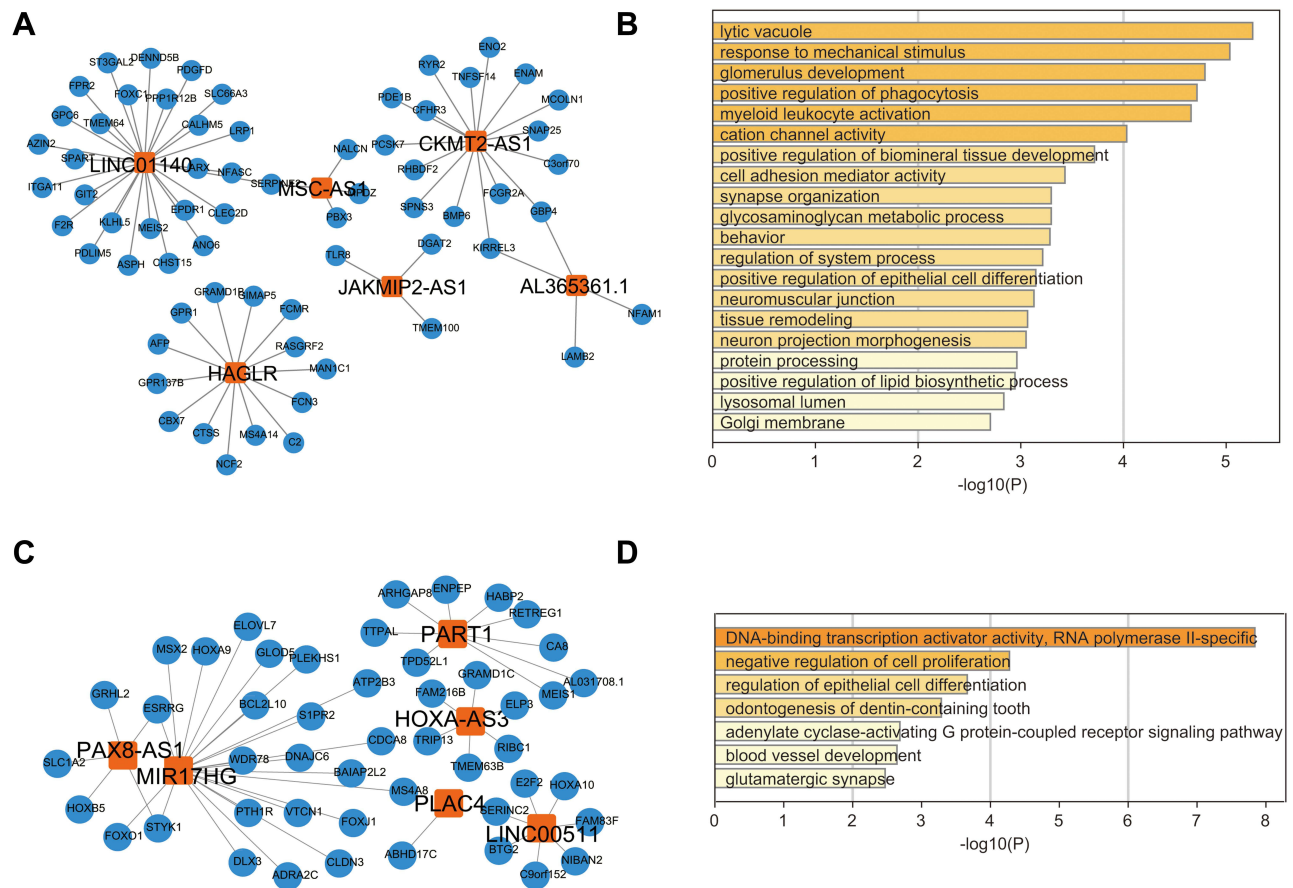 A
ST3GAL2
DENND5B
PDGFD
FPR2
FOXC1
PPP1R12B
SLC66A3
GPC6
TMEM64
CALHM5
LRP1
AZIN2
SPAR
LINC01140
ARX
NFASC
SERPINE2
ITGA11
GIT2
EPDR1
CLEC2D
F2R
KLHL5
MEIS2
ANO6
PDLIM5
ASPH
CHST15
NALCN
MSC-AS1
PBX3
ENO2
RYR2
TNFSF14
ENAM
PDE1B
CFHR3
MCOLN1
PCSK7
CKMT2-AS1
SNAP25
RHBDF2
C3orf70
FCGR2A
SPNS3
BMP6
GBP4
KIRREL3
TLR8
DGAT2
JAKMIP2-AS1
TMEM100
AL365361.1
NFAM1
LAMB2
GRAMD1B
GIMAP5
GPR1
FCMR
AFP
RASGRF2
HAGLR
MAN1C1
GPR137B
FCN3
CBX7
CTSS
MS4A14
C2
NCF2
B
lytic vacuole
response to mechanical stimulus
glomerulus development
positive regulation of phagocytosis
myeloid leukocyte activation
cation channel activity
positive regulation of biomineral tissue development
cell adhesion mediator activity
synapse organization
glycosaminoglycan metabolic process
behavior
regulation of system process
positive regulation of epithelial cell differentiation
neuromuscular junction
tissue remodeling
neuron projection morphogenesis
protein processing
positive regulation of lipid biosynthetic process
lysosomal lumen
Golgi membrane
0 1 2 3 4 5
-log10(P)
C
ELOVL7
MSX2
HOXA9
GLOD5
PLEKHS1
GRHL2
ESRRG
BCL2L10
ATP2B3
S1PR2
PAX8-AS1
SLC1A2
MIR17HG
WDR78
DNAJC6
CDCA8
BAIAP2L2
MS4A8
HOXB5
FOXO1
STYK1
PTH1R
VTCN1
FOXJ1
DLX3
ADRA2C
CLDN3
ARHGAP8
ENPEP
HABP2
RETREG1
TTPAL
PART1
CA8
TPD52L1
MEIS1
AL031708.1
GRAMD1C
FAM216B
ELP3
HOXA-AS3
TRIP13
RIBC1
TMEM63B
PLAC4
ABHD17C
E2F2
HOXA10
SERINC2
LINC00511
FAM83F
BTG2
NIBAN2
C9orf152
D
DNA-binding transcription activator activity, RNA polymerase II-specific
negative regulation of cell proliferation
regulation of epithelial cell differentiation
odontogenesis of dentin-containing tooth
adenylate cyclase-activating G protein-coupled receptor signaling pathway
blood vessel development
glutamatergic synapse
0 1 2 3 4 5 6 7 8
-log10(P)